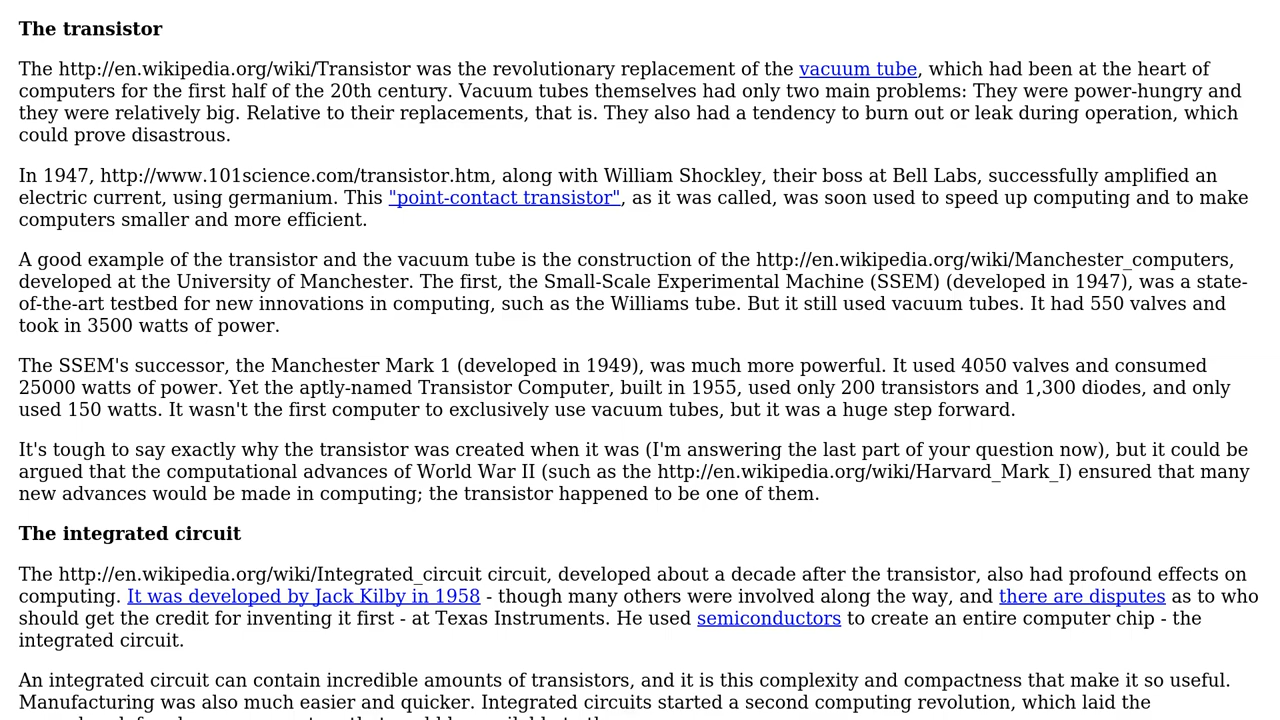 The transistor
The http://en.wikipedia.org/wiki/Transistor was the revolutionary replacement of the vacuum tube, which had been at the heart of
computers for the first half of the 20th century. Vacuum tubes themselves had only two main problems: They were power-hungry and
they were relatively big. Relative to their replacements, that is. They also had a tendency to burn out or leak during operation, which
could prove disastrous.
In 1947, http://www.101science.com/transistor.htm, along with William Shockley, their boss at Bell Labs, successfully amplified an
electric current, using germanium. This "point-contact transistor", as it was called, was soon used to speed up computing and to make
computers smaller and more efficient.
A good example of the transistor and the vacuum tube is the construction of the http://en.wikipedia.org/wiki/Manchester_computers,
developed at the University of Manchester. The first, the Small-Scale Experimental Machine (SSEM) (developed in 1947), was a state-
of-the-art testbed for new innovations in computing, such as the Williams tube. But it still used vacuum tubes. It had 550 valves and
took in 3500 watts of power.
The SSEM's successor, the Manchester Mark 1 (developed in 1949), was much more powerful. It used 4050 valves and consumed
25000 watts of power. Yet the aptly-named Transistor Computer, built in 1955, used only 200 transistors and 1,300 diodes, and only
used 150 watts. It wasn't the first computer to exclusively use vacuum tubes, but it was a huge step forward.
It's tough to say exactly why the transistor was created when it was (I'm answering the last part of your question now), but it could be
argued that the computational advances of World War II (such as the http://en.wikipedia.org/wiki/Harvard_Mark_I) ensured that many
new advances would be made in computing; the transistor happened to be one of them.
The integrated circuit
The http://en.wikipedia.org/wiki/Integrated_circuit circuit, developed about a decade after the transistor, also had profound effects on
computing. It was developed by Jack Kilby in 1958 - though many others were involved along the way, and there are disputes as to who
should get the credit for inventing it first - at Texas Instruments. He used semiconductors to create an entire computer chip - the
integrated circuit.
An integrated circuit can contain incredible amounts of transistors, and it is this complexity and compactness that make it so useful.
Manufacturing was also much easier and quicker. Integrated circuits started a second computing revolution, which laid the